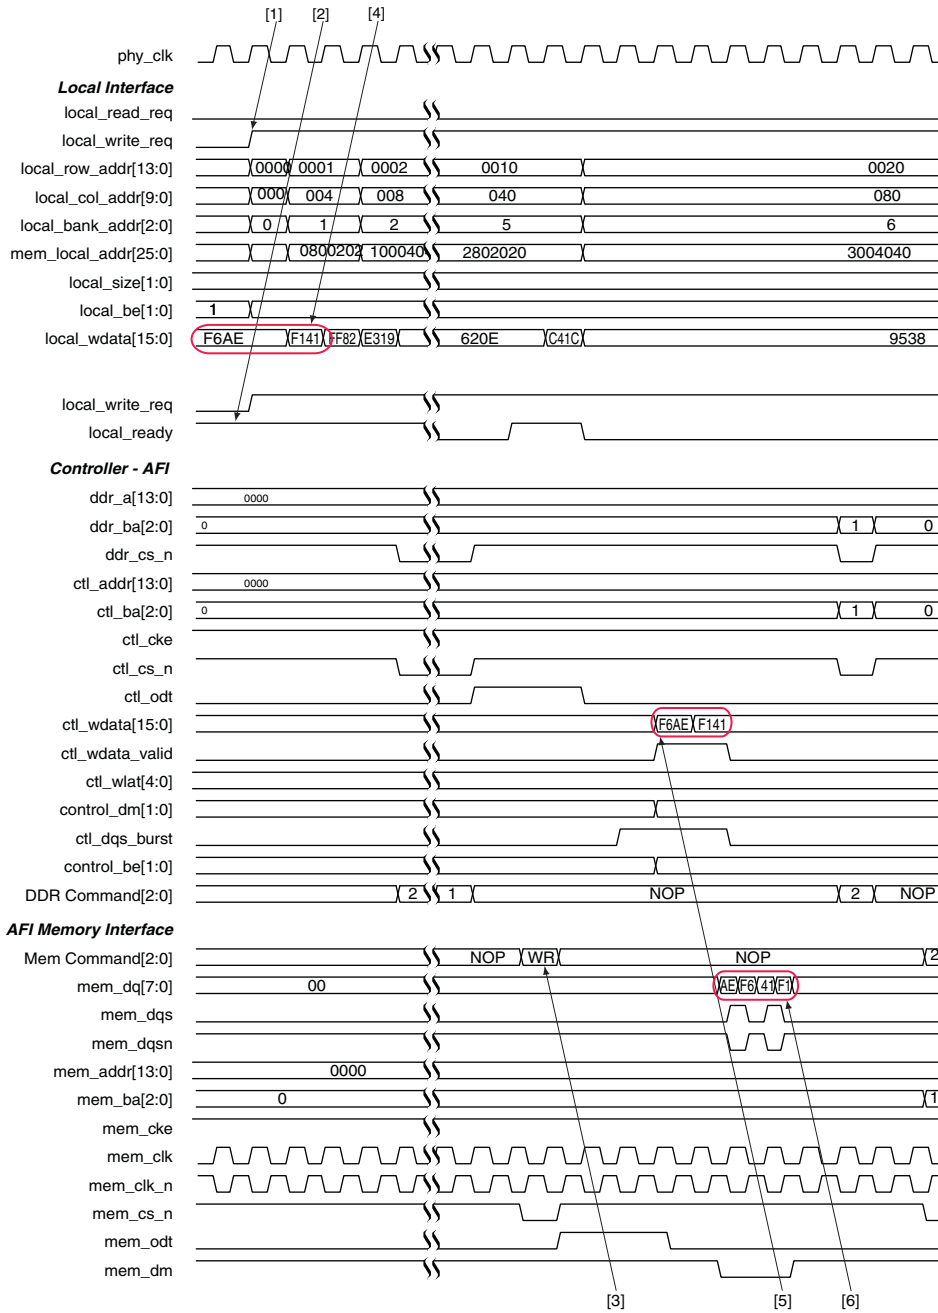 [1] [2] [4]
phy_clk
Local Interface
local_read_req
local_write_req
local_row_addr[13:0] 0000 0001 0002 0010 0020
local_col_addr[9:0] 000 004 008 040 080
local_bank_addr[2:0] 0 1 2 5 6
mem_local_addr[25:0] 0800202 100040 2802020 3004040
local_size[1:0]
local_be[1:0] 1
local_wdata[15:0] F6AE F141 FF82 E319 620E C41C 9538
local_write_req
local_ready
Controller - AFI
ddr_a[13:0] 0000
ddr_ba[2:0] 0 1 0
ddr_cs_n
ctl_addr[13:0] 0000
ctl_ba[2:0] 0 1 0
ctl_cke
ctl_cs_n
ctl_odt
ctl_wdata[15:0] F6AE F141
ctl_wdata_valid
ctl_wlat[4:0]
control_dm[1:0]
ctl_dqs_burst
control_be[1:0]
DDR Command[2:0] 2 1 NOP 2 NOP
AFI Memory Interface
Mem Command[2:0] NOP WR NOP 2
mem_dq[7:0] 00 AE F6 41 F1
mem_dqs
mem_dqsn
mem_addr[13:0] 0000
mem_ba[2:0] 0 1
mem_cke
mem_clk
mem_clk_n
mem_cs_n
mem_odt
mem_dm
[3] [5] [6]